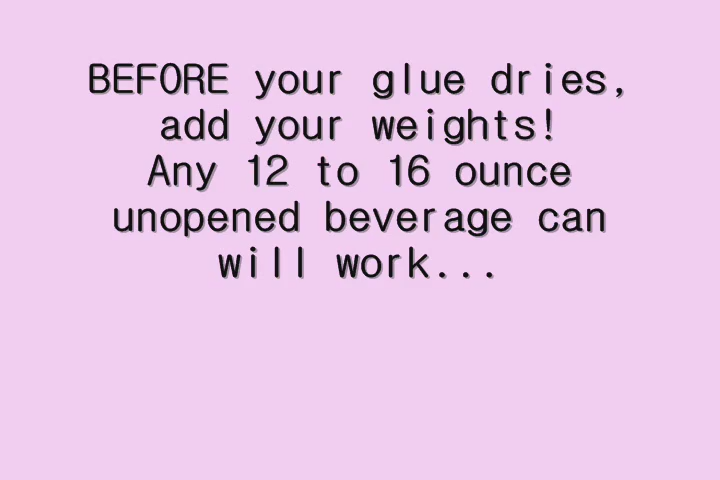 BEFORE your glue dries,
add your weights!
Any 12 to 16 ounce
unopened beverage can
will work...